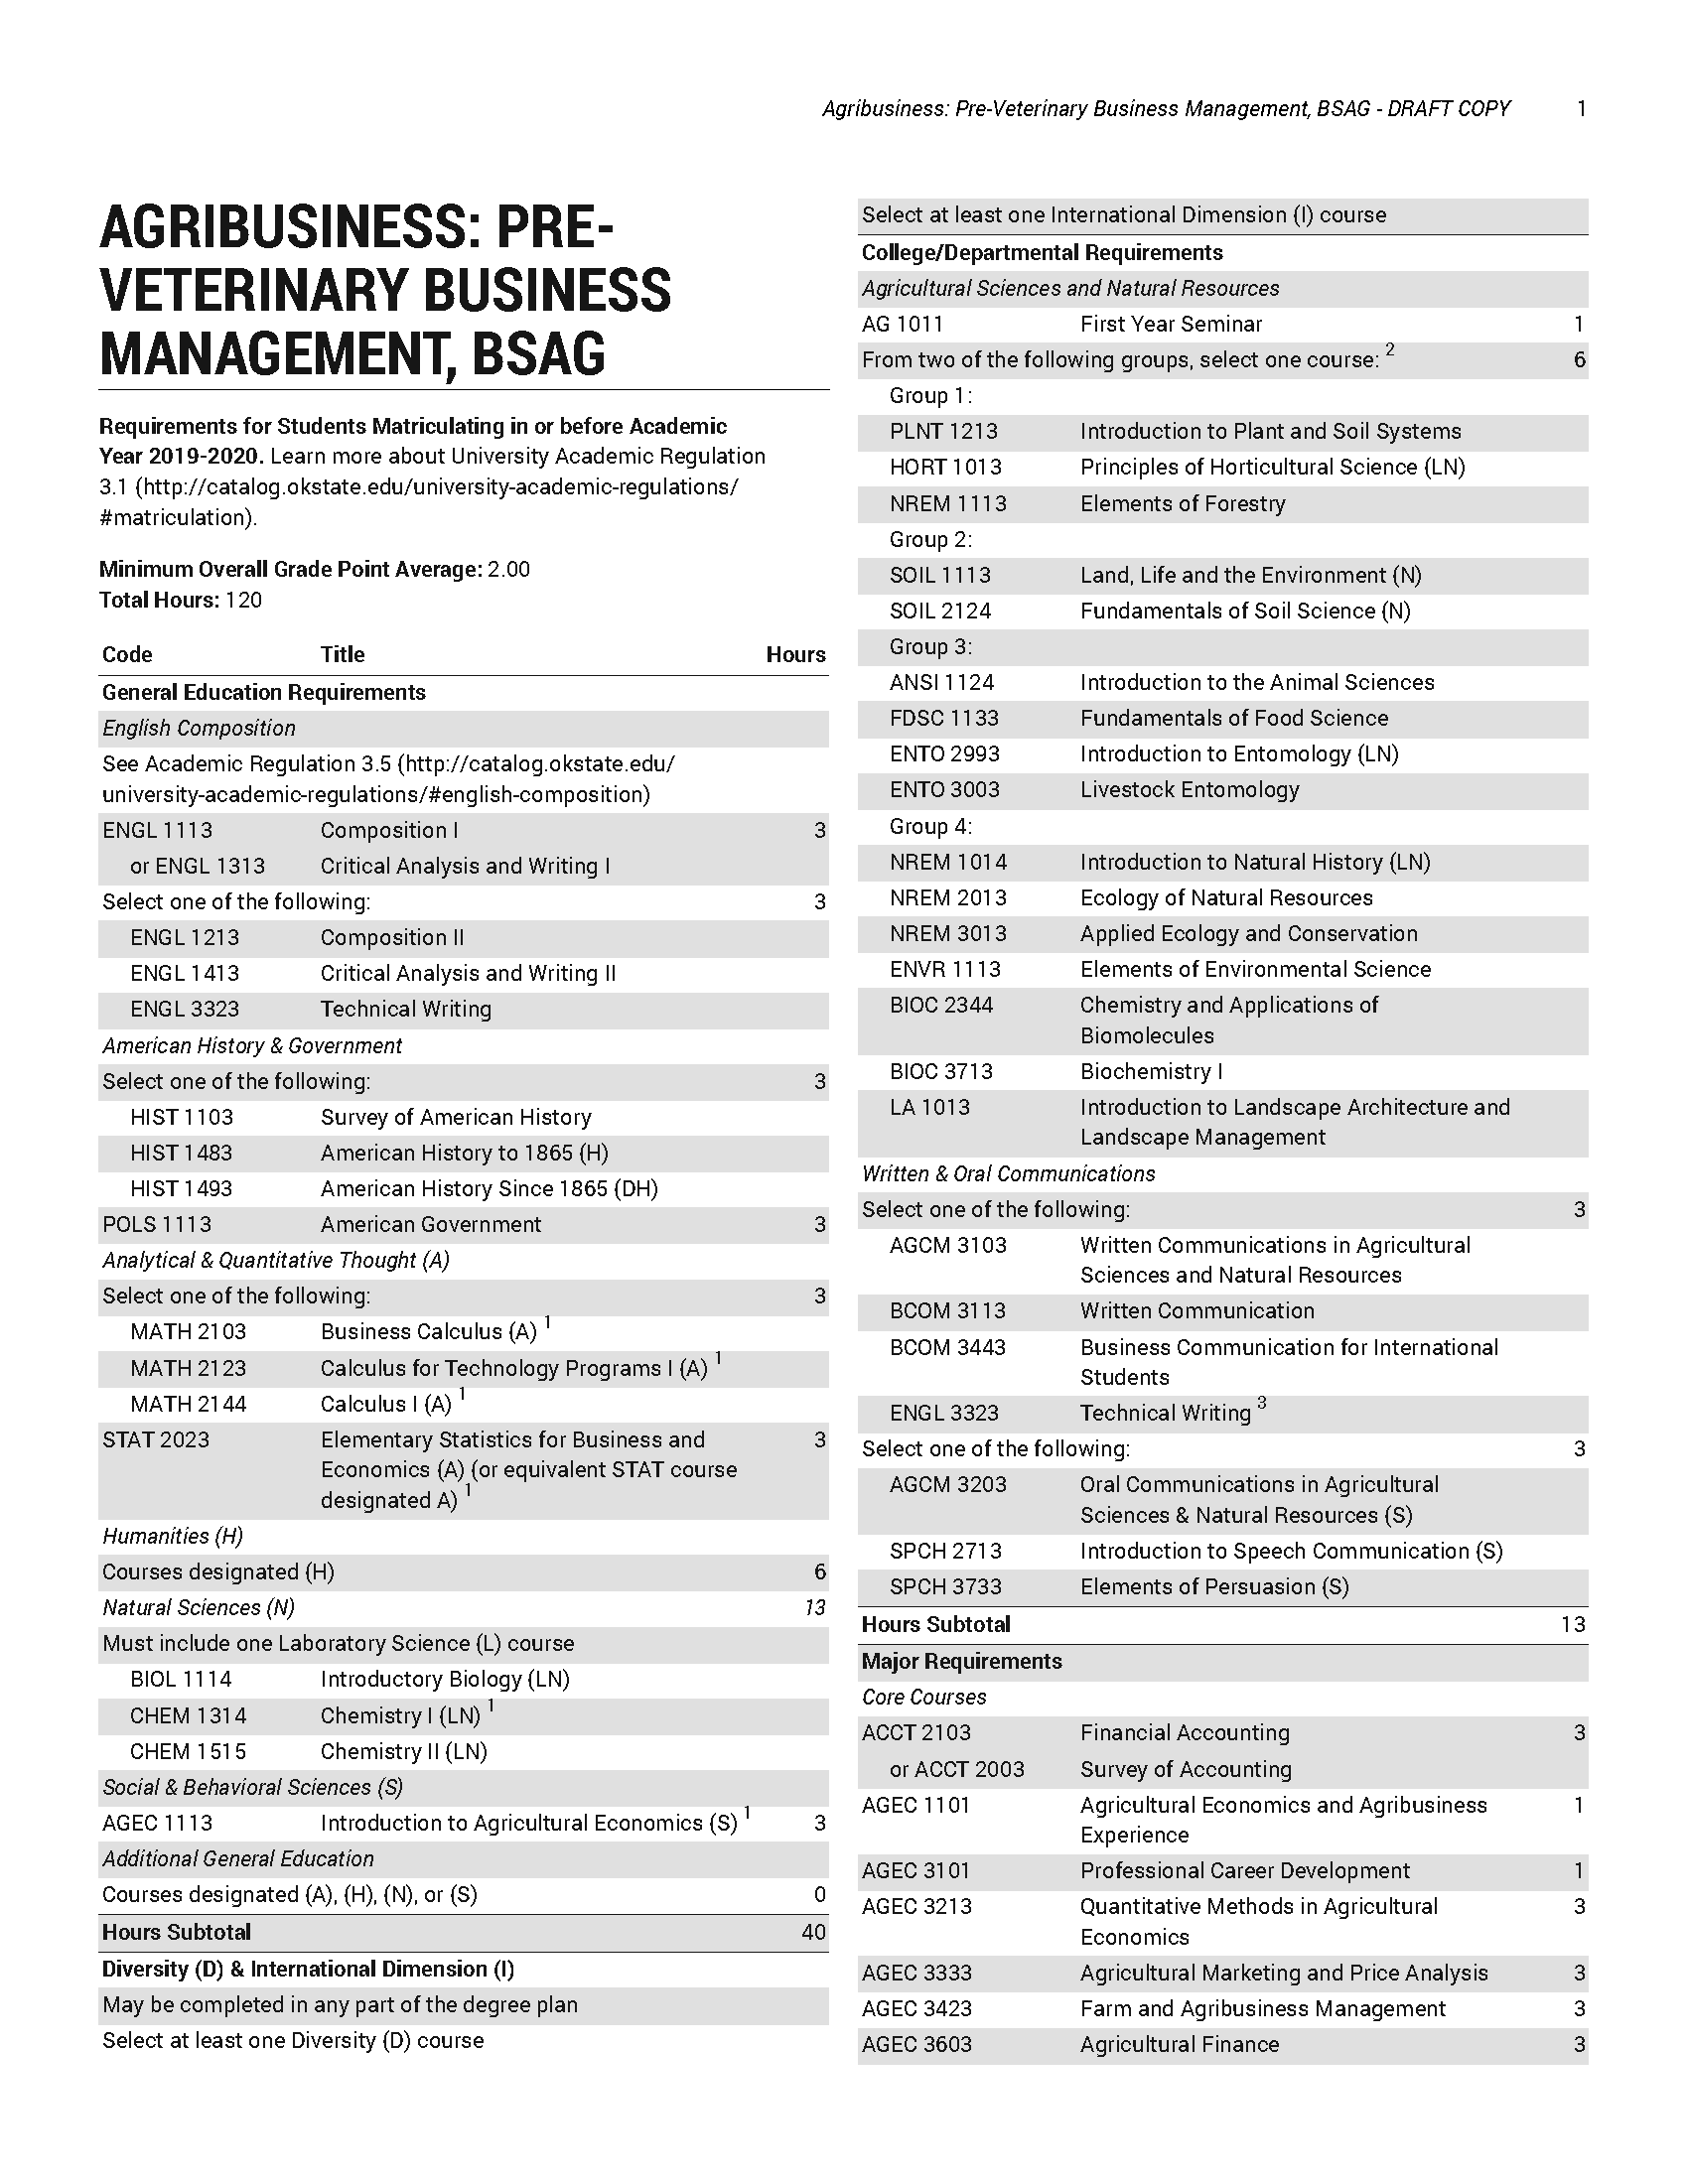 Agribusiness: Pre-Veterinary Business Management, BSAG - DRAFT COPY 1
AGRIBUSINESS: PRE-
VETERINARY BUSINESS
MANAGEMENT, BSAG
Requirements for Students Matriculating in or before Academic
Year 2019-2020. Learn more about University Academic Regulation
3.1 (http://catalog.okstate.edu/university-academic-regulations/
#matriculation).
Minimum Overall Grade Point Average: 2.00
Total Hours: 120
Code Title Hours
General Education Requirements
English Composition
See Academic Regulation 3.5 (http://catalog.okstate.edu/
university-academic-regulations/#english-composition)
ENGL 1113 Composition I 3
or ENGL 1313 Critical Analysis and Writing I
Select one of the following: 3
ENGL 1213 Composition II
ENGL 1413 Critical Analysis and Writing II
ENGL 3323 Technical Writing
American History & Government
Select one of the following: 3
HIST 1103 Survey of American History
HIST 1483 American History to 1865 (H)
HIST 1493 American History Since 1865 (DH)
POLS 1113 American Government 3
Analytical & Quantitative Thought (A)
Select one of the following: 3
MATH 2103 Business Calculus (A) 1
MATH 2123 Calculus for Technology Programs I (A) 1
MATH 2144 Calculus I (A) 1
STAT 2023 Elementary Statistics for Business and 3
Economics (A) (or equivalent STAT course
designated A) 1
Humanities (H)
Courses designated (H) 6
Natural Sciences (N) 13
Must include one Laboratory Science (L) course
BIOL 1114 Introductory Biology (LN)
CHEM 1314 Chemistry I (LN) 1
CHEM 1515 Chemistry II (LN)
Social & Behavioral Sciences (S)
AGEC 1113 Introduction to Agricultural Economics (S) 1 3
Additional General Education
Courses designated (A), (H), (N), or (S) 0
Hours Subtotal 40
Diversity (D) & International Dimension (I)
May be completed in any part of the degree plan
Select at least one Diversity (D) course
Select at least one International Dimension (I) course
College/Departmental Requirements
Agricultural Sciences and Natural Resources
AG 1011 First Year Seminar 1
From two of the following groups, select one course: 2 6
Group 1:
PLNT 1213 Introduction to Plant and Soil Systems
HORT 1013 Principles of Horticultural Science (LN)
NREM 1113 Elements of Forestry
Group 2:
SOIL 1113 Land, Life and the Environment (N)
SOIL 2124 Fundamentals of Soil Science (N)
Group 3:
ANSI 1124 Introduction to the Animal Sciences
FDSC 1133 Fundamentals of Food Science
ENTO 2993 Introduction to Entomology (LN)
ENTO 3003 Livestock Entomology
Group 4:
NREM 1014 Introduction to Natural History (LN)
NREM 2013 Ecology of Natural Resources
NREM 3013 Applied Ecology and Conservation
ENVR 1113 Elements of Environmental Science
BIOC 2344 Chemistry and Applications of
Biomolecules
BIOC 3713 Biochemistry I
LA 1013 Introduction to Landscape Architecture and
Landscape Management
Written & Oral Communications
Select one of the following: 3
AGCM 3103 Written Communications in Agricultural
Sciences and Natural Resources
BCOM 3113 Written Communication
BCOM 3443 Business Communication for International
Students
ENGL 3323 Technical Writing 3
Select one of the following: 3
AGCM 3203 Oral Communications in Agricultural
Sciences & Natural Resources (S)
SPCH 2713 Introduction to Speech Communication (S)
SPCH 3733 Elements of Persuasion (S)
Hours Subtotal 13
Major Requirements
Core Courses
ACCT 2103 Financial Accounting 3
or ACCT 2003 Survey of Accounting
AGEC 1101 Agricultural Economics and Agribusiness 1
Experience
AGEC 3101 Professional Career Development 1
AGEC 3213 Quantitative Methods in Agricultural 3
Economics
AGEC 3333 Agricultural Marketing and Price Analysis 3
AGEC 3423 Farm and Agribusiness Management 3
AGEC 3603 Agricultural Finance 3